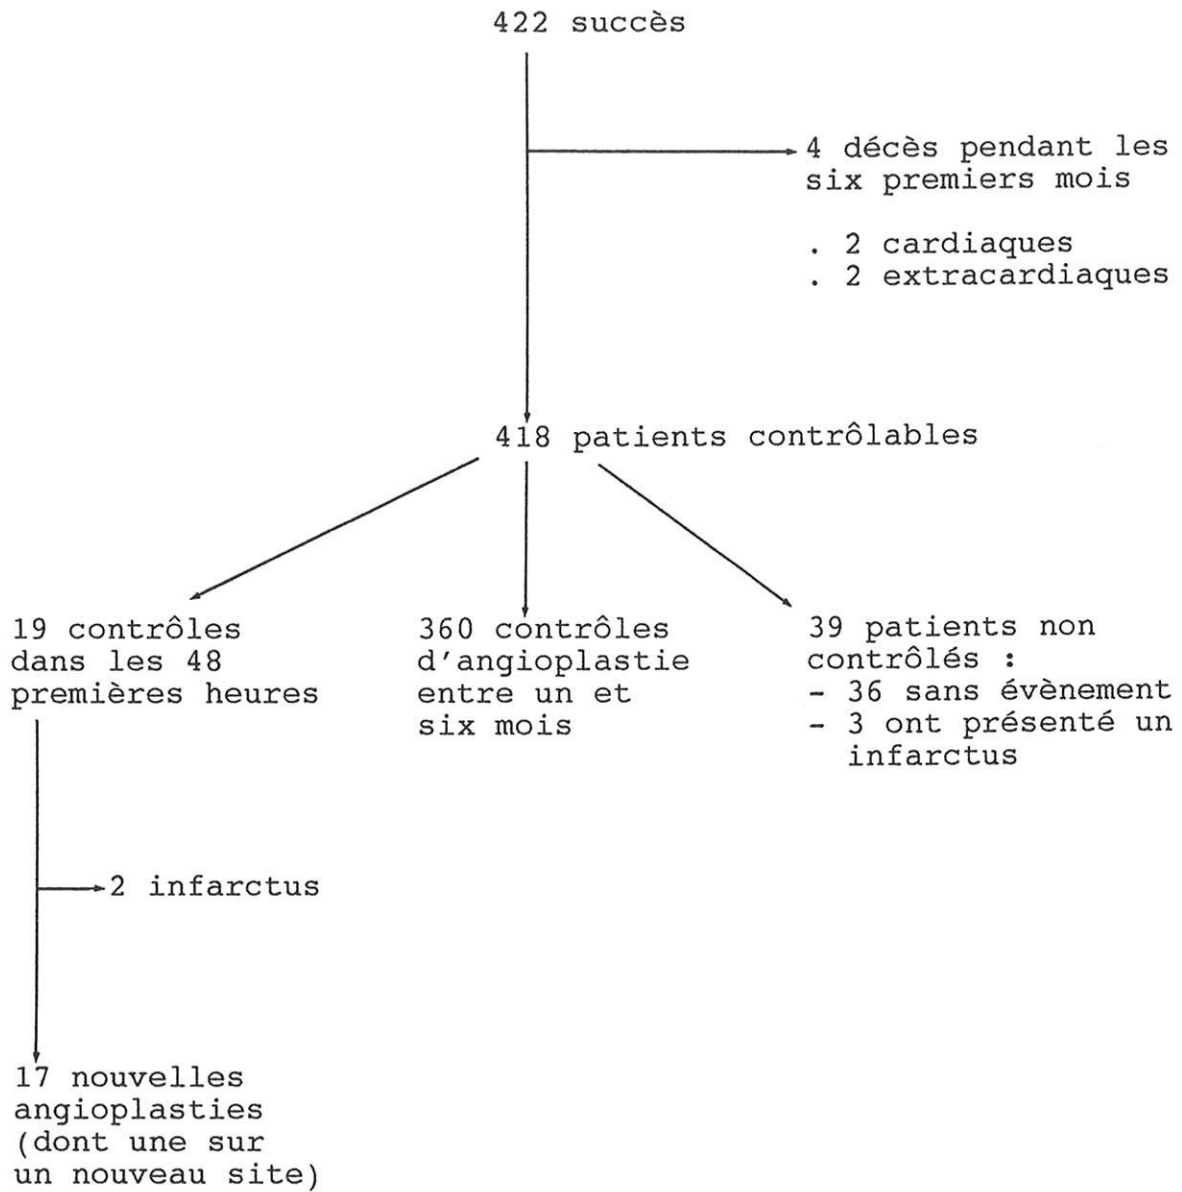 422 succès
4 décès pendant les
six premiers mois
. 2 cardiaques
. 2 extracardiaques
418 patients contrôlables
19 contrôles
dans les 48
premières heures
360 contrôles
d'angioplastie
entre un et
six mois
39 patients non
contrôlés :
- 36 sans évènement
- 3 ont présenté un
infarctus
2 infarctus
17 nouvelles
angioplasties
(dont une sur
un nouveau site)